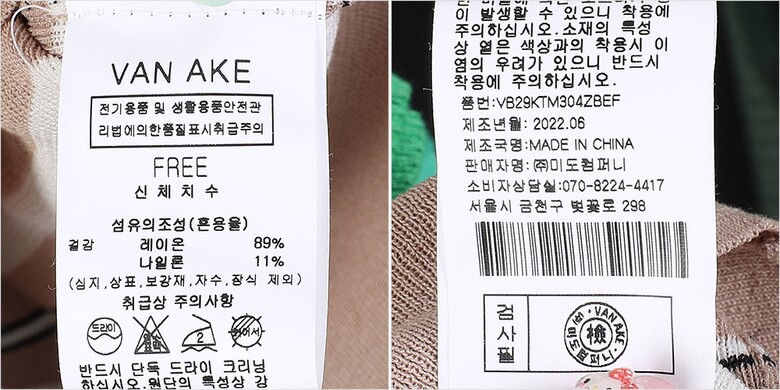 VAN AKE
전기용품 및 생활용품안전관
리법에의한품질표시취급주의
FREE
신체치수
섬유의조성(혼용율)
겉감 레이온 89%
나일론 11%
(심지,상표,보강재,자수,장식 제외)
취급상 주의사항
드라이
표백
2
반드시 단독 드라이 크리닝
하십시오.원단의 특성상 강
이 발생할 수 있으니 착용에
주의하십시오.소재의 특성
상 옅은 색상과의 착용시 이
염의 우려가 있으니 반드시
착용에 주의하십시오.
품번:VB29KTM304ZBEF
제조년월: 2022.06
제조국명:MADE IN CHINA
판매자명:㈜미도컴퍼니
소비자상담실:070-8224-4417
서울시 금천구 벚꽃로 298
검사필
VAN AKE
檢
미도컴퍼니